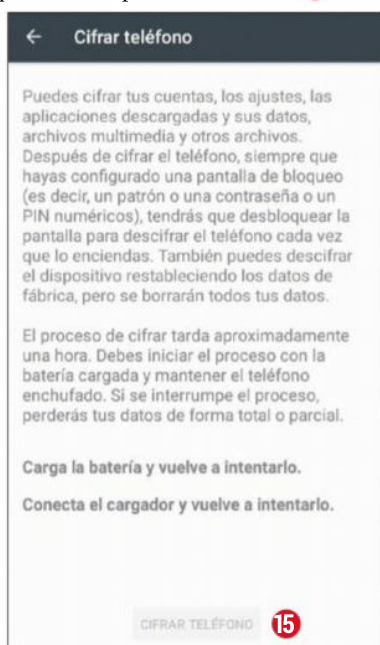 ← Cifrar teléfono
Puedes cifrar tus cuentas, los ajustes, las
aplicaciones descargadas y sus datos,
archivos multimedia y otros archivos.
Después de cifrar el teléfono, siempre que
hayas configurado una pantalla de bloqueo
(es decir, un patrón o una contraseña o un
PIN numéricos), tendrás que desbloquear la
pantalla para descifrar el teléfono cada vez
que lo enciendas. También puedes descifrar
el dispositivo restableciendo los datos de
fábrica, pero se borrarán todos tus datos.
El proceso de cifrar tarda aproximadamente
una hora. Debes iniciar el proceso con la
batería cargada y mantener el teléfono
enchufado. Si se interrumpe el proceso,
perderás tus datos de forma total o parcial.
Carga la batería y vuelve a intentarlo.
Conecta el cargador y vuelve a intentarlo.
CIFRAR TELÉFONO 15